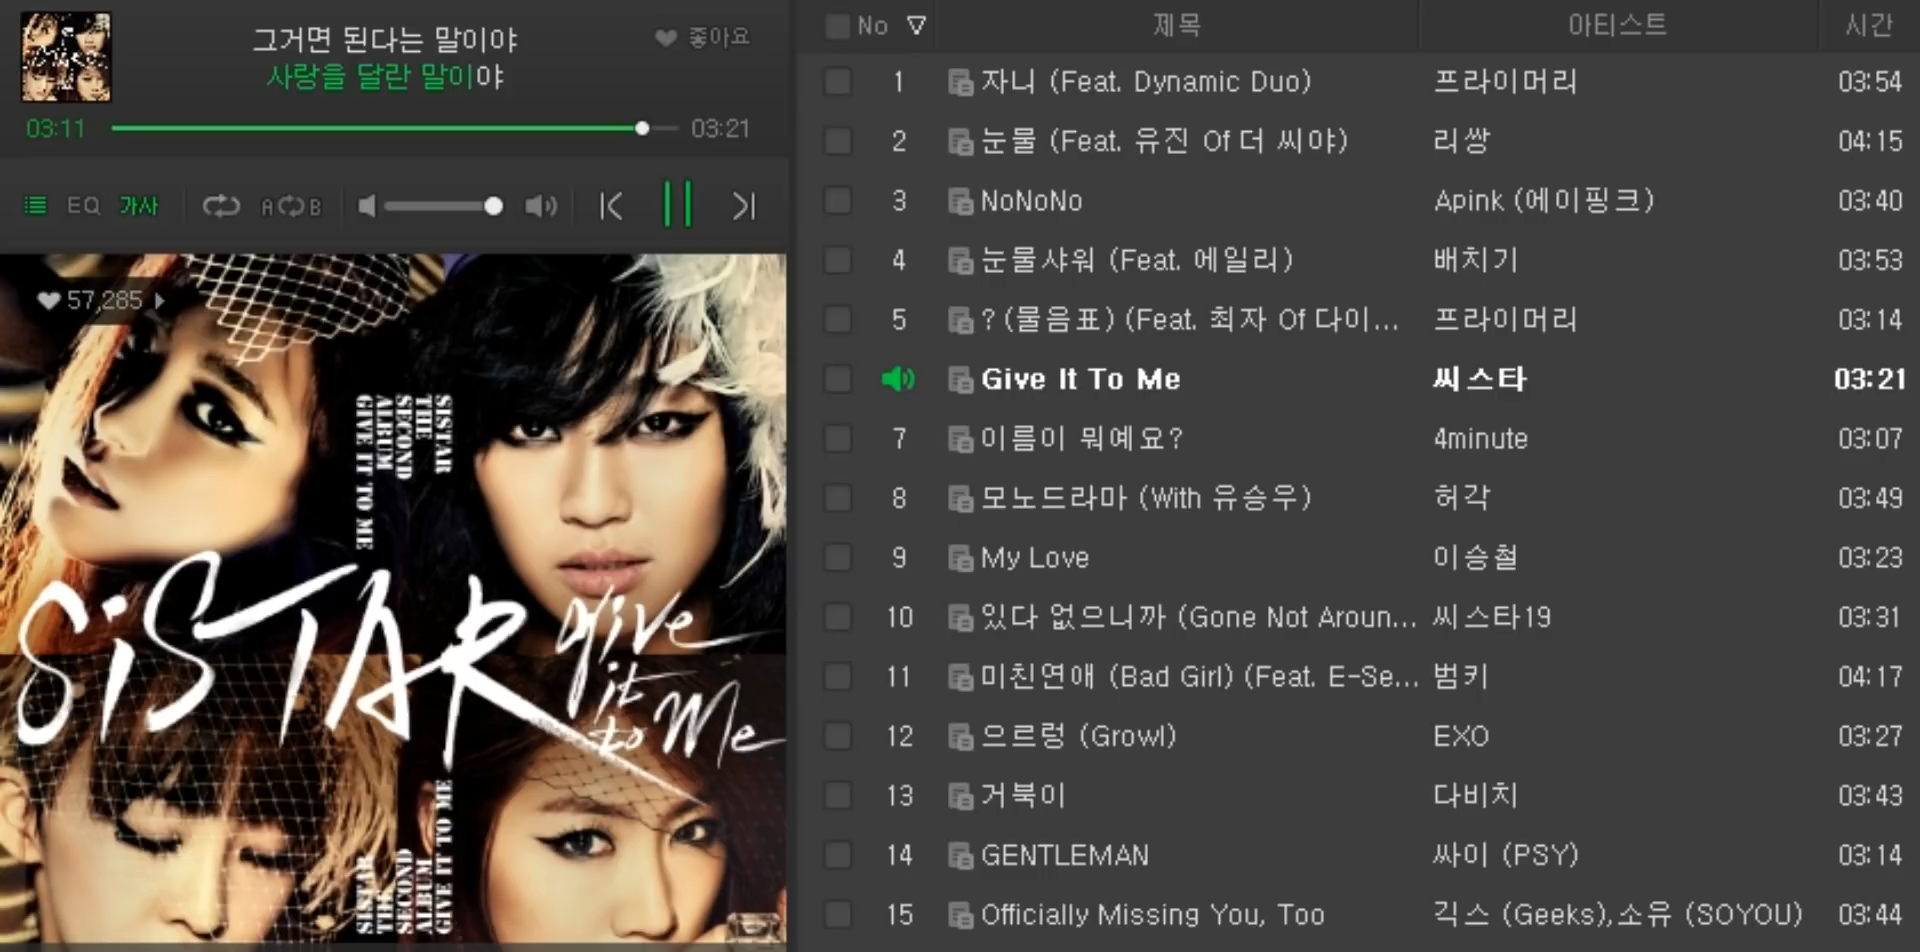 그거면 된다는 말이야
사랑을 달란 말이야
좋아요
03:11
03:21
EQ 가사
A B
57,285
SISTAR
THE
SECOND
ALBUM
GIVE IT TO ME
SiSTAR give
it
to Me
SISTAR
THE
SECOND
ALBUM
GIVE IT TO ME
No 제목 아티스트 시간
1 자니 (Feat. Dynamic Duo) 프라이머리 03:54
2 눈물 (Feat. 유진 Of 더 씨야) 리쌍 04:15
3 NoNoNo Apink (에이핑크) 03:40
4 눈물샤워 (Feat. 에일리) 배치기 03:53
5 ? (물음표) (Feat. 최자 Of 다이... 프라이머리 03:14
Give It To Me 씨스타 03:21
7 이름이 뭐예요? 4minute 03:07
8 모노드라마 (With 유승우) 허각 03:49
9 My Love 이승철 03:23
10 있다 없으니까 (Gone Not Aroun... 씨스타19 03:31
11 미친연애 (Bad Girl) (Feat. E-Se... 범키 04:17
12 으르렁 (Growl) EXO 03:27
13 거북이 다비치 03:43
14 GENTLEMAN 싸이 (PSY) 03:14
15 Officially Missing You, Too 긱스 (Geeks),소유 (SOYOU) 03:44